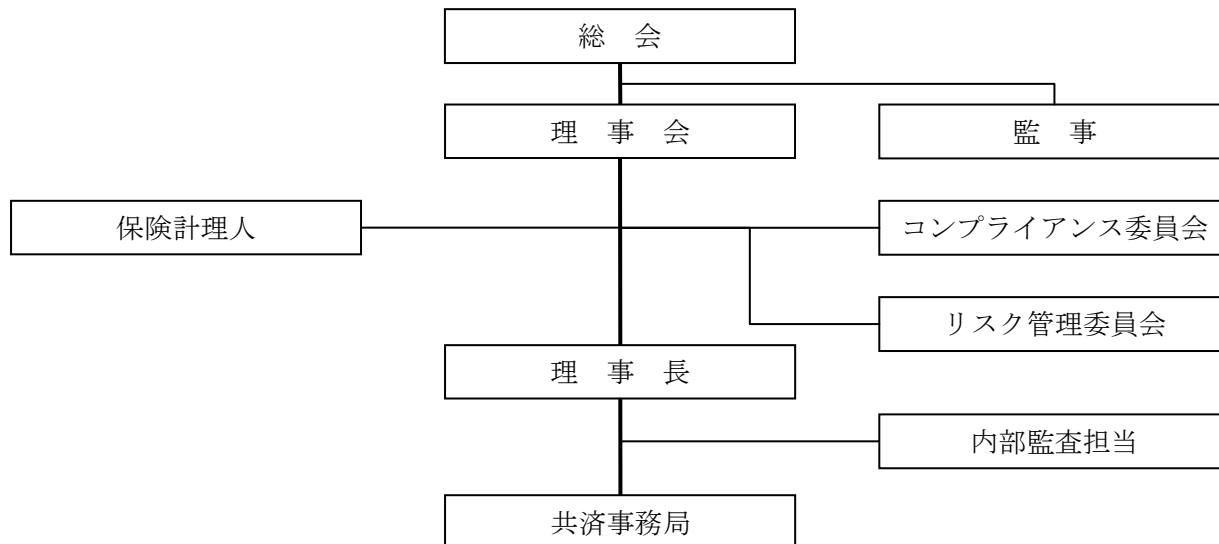 総　会
理　事　会
監　事
保険計理人
コンプライアンス委員会
リスク管理委員会
理　事　長
内部監査担当
共済事務局